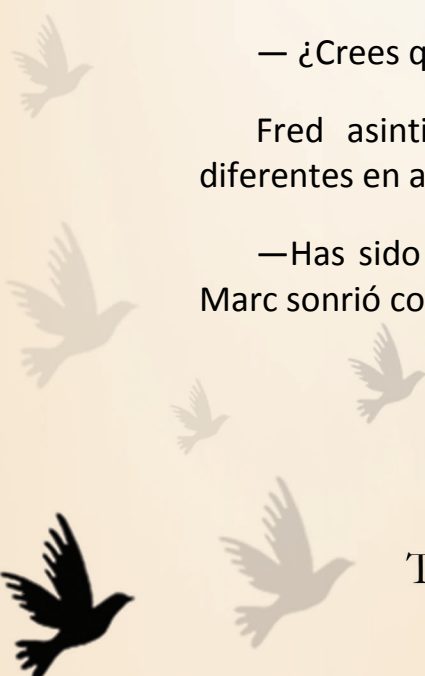 — ¿Crees q
Fred asinti
diferentes en a
—Has sido
Marc sonrió co
T